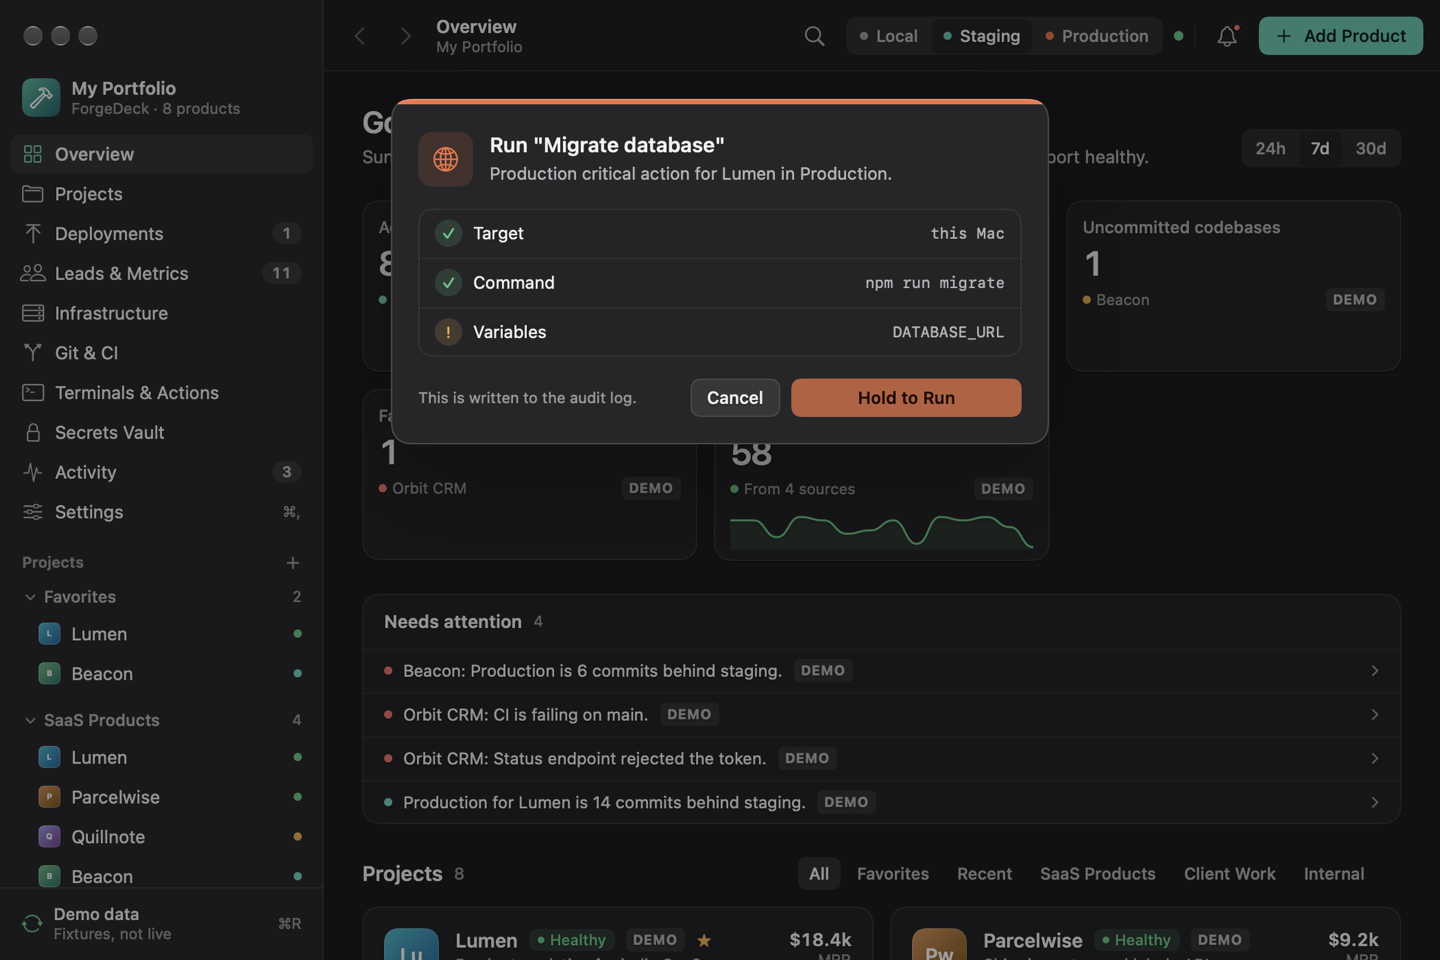 My Portfolio
ForgeDeck · 8 products
Overview
Projects
Deployments 1
Leads & Metrics 11
Infrastructure
Git & CI
Terminals & Actions
Secrets Vault
Activity 3
Settings ⌘,
Projects +
Favorites 2
L Lumen
B Beacon
SaaS Products 4
L Lumen
P Parcelwise
Q Quillnote
B Beacon
Demo data
Fixtures, not live
⌘R
Overview
My Portfolio
Local Staging Production
+ Add Product
port healthy.
24h 7d 30d
Run "Migrate database"
Production critical action for Lumen in Production.
Target this Mac
Command npm run migrate
! Variables DATABASE_URL
This is written to the audit log.
Cancel
Hold to Run
Uncommitted codebases
1
Beacon DEMO
1
Orbit CRM DEMO
58
From 4 sources DEMO
Needs attention 4
Beacon: Production is 6 commits behind staging. DEMO
Orbit CRM: CI is failing on main. DEMO
Orbit CRM: Status endpoint rejected the token. DEMO
Production for Lumen is 14 commits behind staging. DEMO
Projects 8
All Favorites Recent SaaS Products Client Work Internal
Lu Lumen Healthy DEMO $18.4k
Pw Parcelwise Healthy DEMO $9.2k